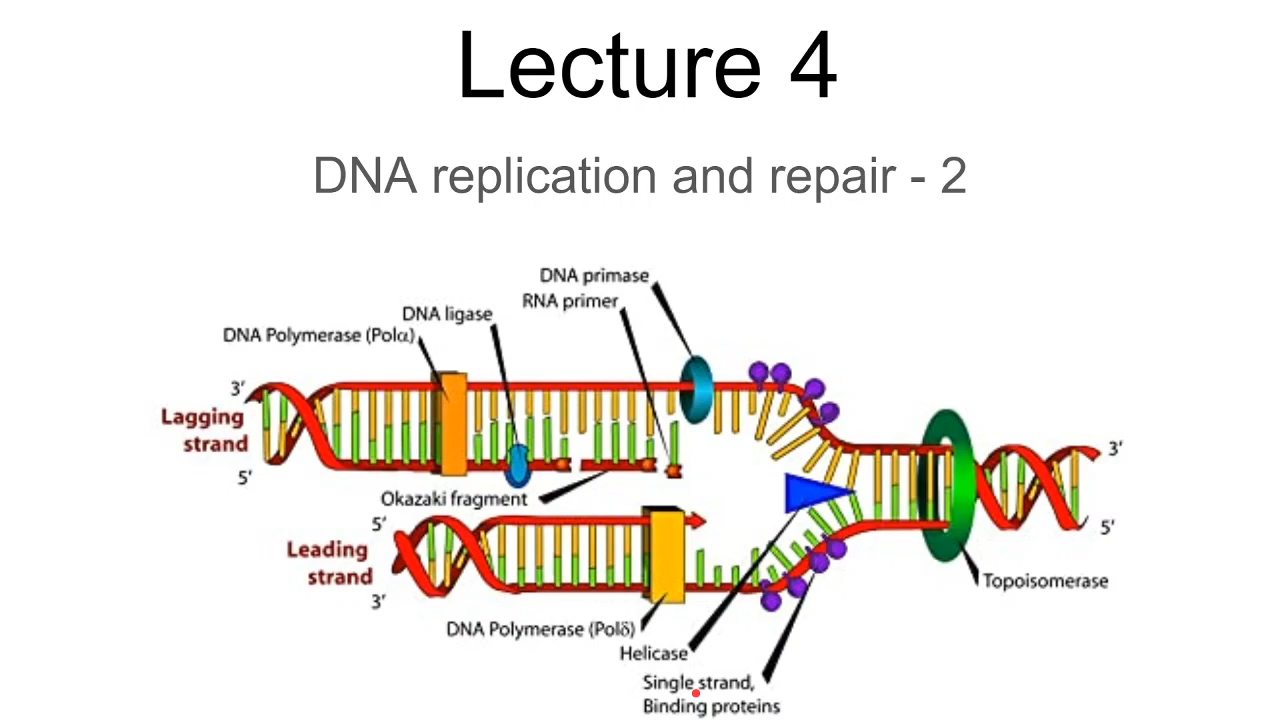 Lecture 4
DNA replication and repair - 2
DNA primase
RNA primer
DNA ligase
DNA Polymerase (Polα)
3′
Lagging
strand
5′
Okazaki fragment
5′
Leading
strand
3′
3′
5′
Topoisomerase
DNA Polymerase (Polδ)
Helicase
Single strand,
Binding proteins